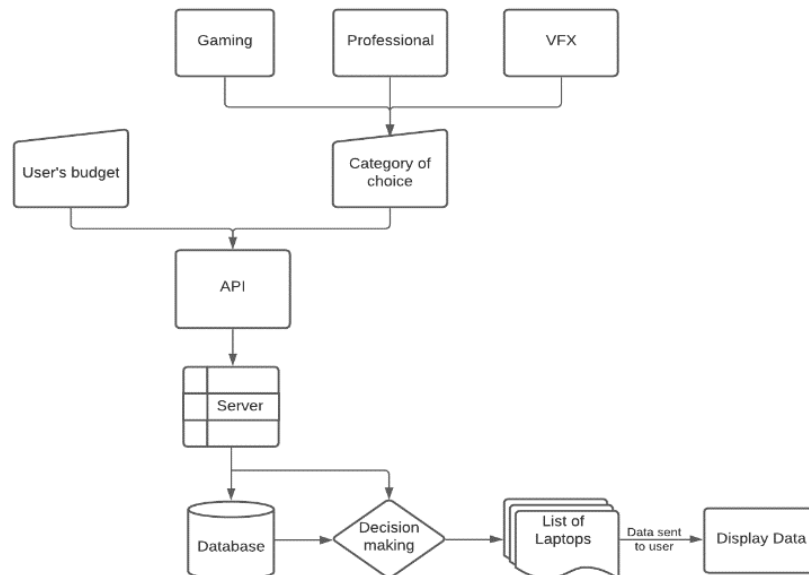 Gaming
Professional
VFX
User's budget
Category of
choice
API
Server
Database
Decision
making
List of
Laptops
Data sent
to user
Display Data